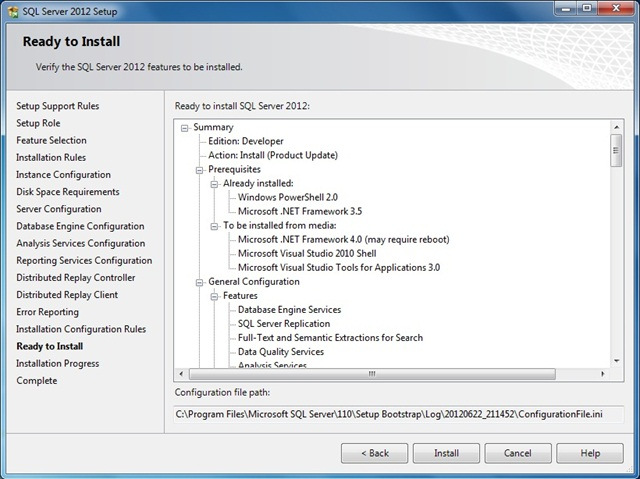 SQL Server 2012 Setup
Ready to Install
Verify the SQL Server 2012 features to be installed.
Setup Support Rules
Setup Role
Feature Selection
Installation Rules
Instance Configuration
Disk Space Requirements
Server Configuration
Database Engine Configuration
Analysis Services Configuration
Reporting Services Configuration
Distributed Replay Controller
Distributed Replay Client
Error Reporting
Installation Configuration Rules
Ready to Install
Installation Progress
Complete
Ready to install SQL Server 2012:
Summary
Edition: Developer
Action: Install (Product Update)
Prerequisites
Already installed:
Windows PowerShell 2.0
Microsoft .NET Framework 3.5
To be installed from media:
Microsoft .NET Framework 4.0 (may require reboot)
Microsoft Visual Studio 2010 Shell
Microsoft Visual Studio Tools for Applications 3.0
General Configuration
Features
Database Engine Services
SQL Server Replication
Full-Text and Semantic Extractions for Search
Data Quality Services
Analysis Services
Configuration file path:
C:\Program Files\Microsoft SQL Server\110\Setup Bootstrap\Log\20120622_211452\ConfigurationFile.ini
< Back
Install
Cancel
Help